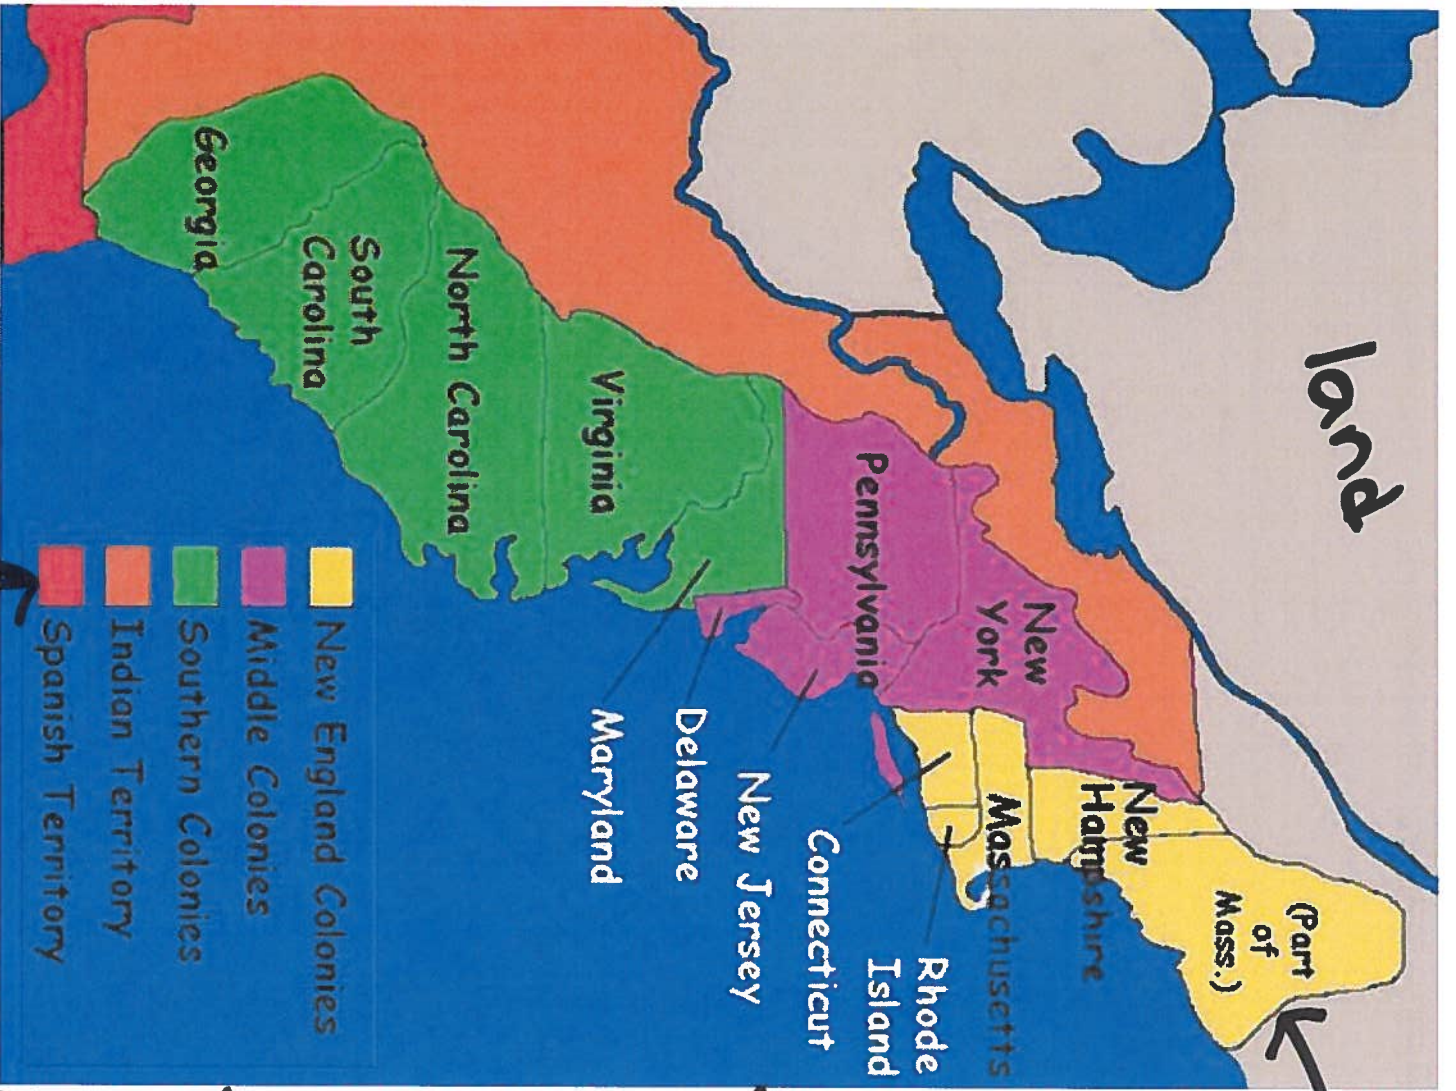 land
(Part
of
Mass.)
New
Hampshire
Massachusetts
New
York
Rhode
Island
Connecticut
Pennsylvania
New Jersey
Delaware
Maryland
Virginia
North Carolina
South
Carolina
Georgia
New England Colonies
Middle Colonies
Southern Colonies
Indian Territory
Spanish Territory